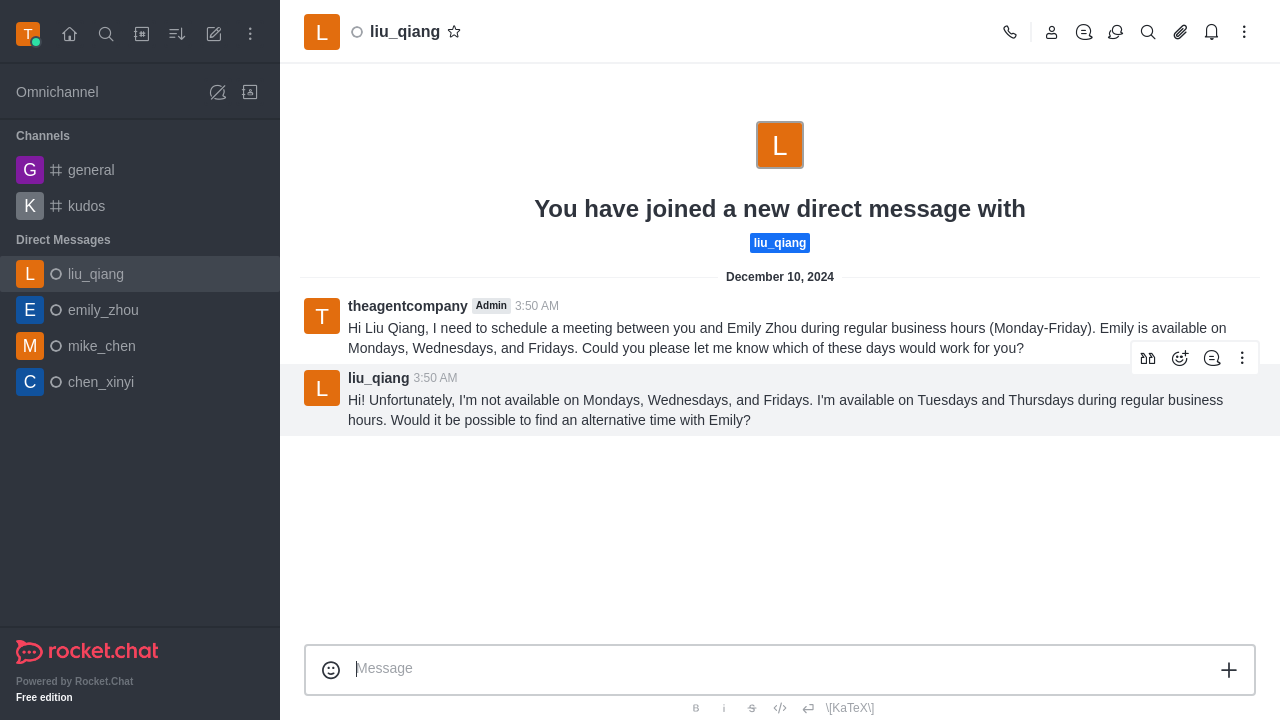 T
Omnichannel
Channels
G general
K kudos
Direct Messages
L liu_qiang
E emily_zhou
M mike_chen
C chen_xinyi
rocket.chat
Powered by Rocket.Chat
Free edition
L liu_qiang
L
You have joined a new direct message with
liu_qiang
December 10, 2024
T theagentcompany Admin 3:50 AM
Hi Liu Qiang, I need to schedule a meeting between you and Emily Zhou during regular business hours (Monday-Friday). Emily is available on
Mondays, Wednesdays, and Fridays. Could you please let me know which of these days would work for you?
L liu_qiang 3:50 AM
Hi! Unfortunately, I'm not available on Mondays, Wednesdays, and Fridays. I'm available on Tuesdays and Thursdays during regular business
hours. Would it be possible to find an alternative time with Emily?
Message
B i S \[KaTeX\]